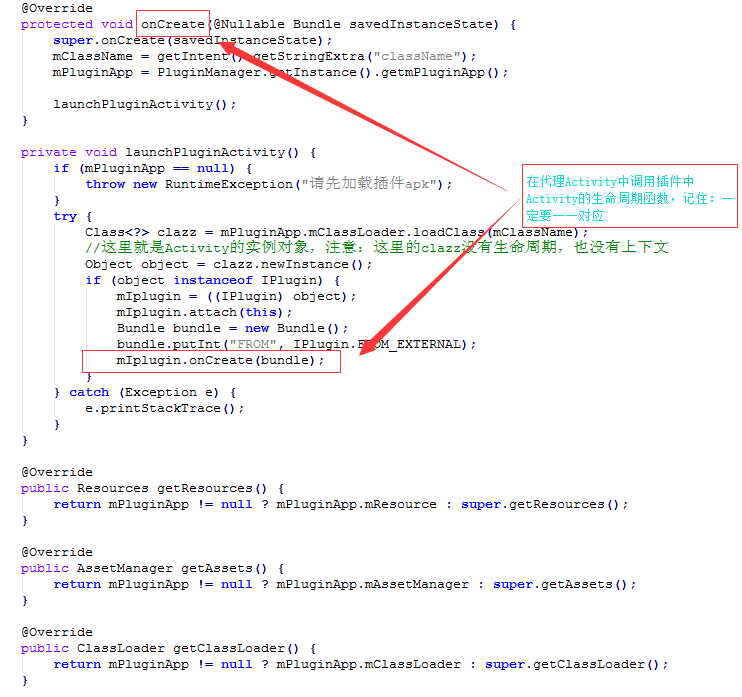 @Override
protected void onCreate(@Nullable Bundle savedInstanceState) {
super.onCreate(savedInstanceState);
mClassName = getIntent().getStringExtra("className");
mPluginApp = PluginManager.getInstance().getmPluginApp();
launchPluginActivity();
}
private void launchPluginActivity() {
if (mPluginApp == null) {
throw new RuntimeException("请先加载插件apk");
}
try {
Class<?> clazz = mPluginApp.mClassLoader.loadClass(mClassName);
//这里就是Activity的实例对象，注意：这里的clazz没有生命周期，也没有上下文
Object object = clazz.newInstance();
if (object instanceof IPlugin) {
mIplugin = ((IPlugin) object);
mIplugin.attach(this);
Bundle bundle = new Bundle();
bundle.putInt("FROM", IPlugin.FROM_EXTERNAL);
mIplugin.onCreate(bundle);
}
} catch (Exception e) {
e.printStackTrace();
}
}
@Override
public Resources getResources() {
return mPluginApp != null ? mPluginApp.mResource : super.getResources();
}
@Override
public AssetManager getAssets() {
return mPluginApp != null ? mPluginApp.mAssetManager : super.getAssets();
}
@Override
public ClassLoader getClassLoader() {
return mPluginApp != null ? mPluginApp.mClassLoader : super.getClassLoader();
}
在代理Activity中调用插件中
Activity的生命周期函数，记住：一
定要一一对应